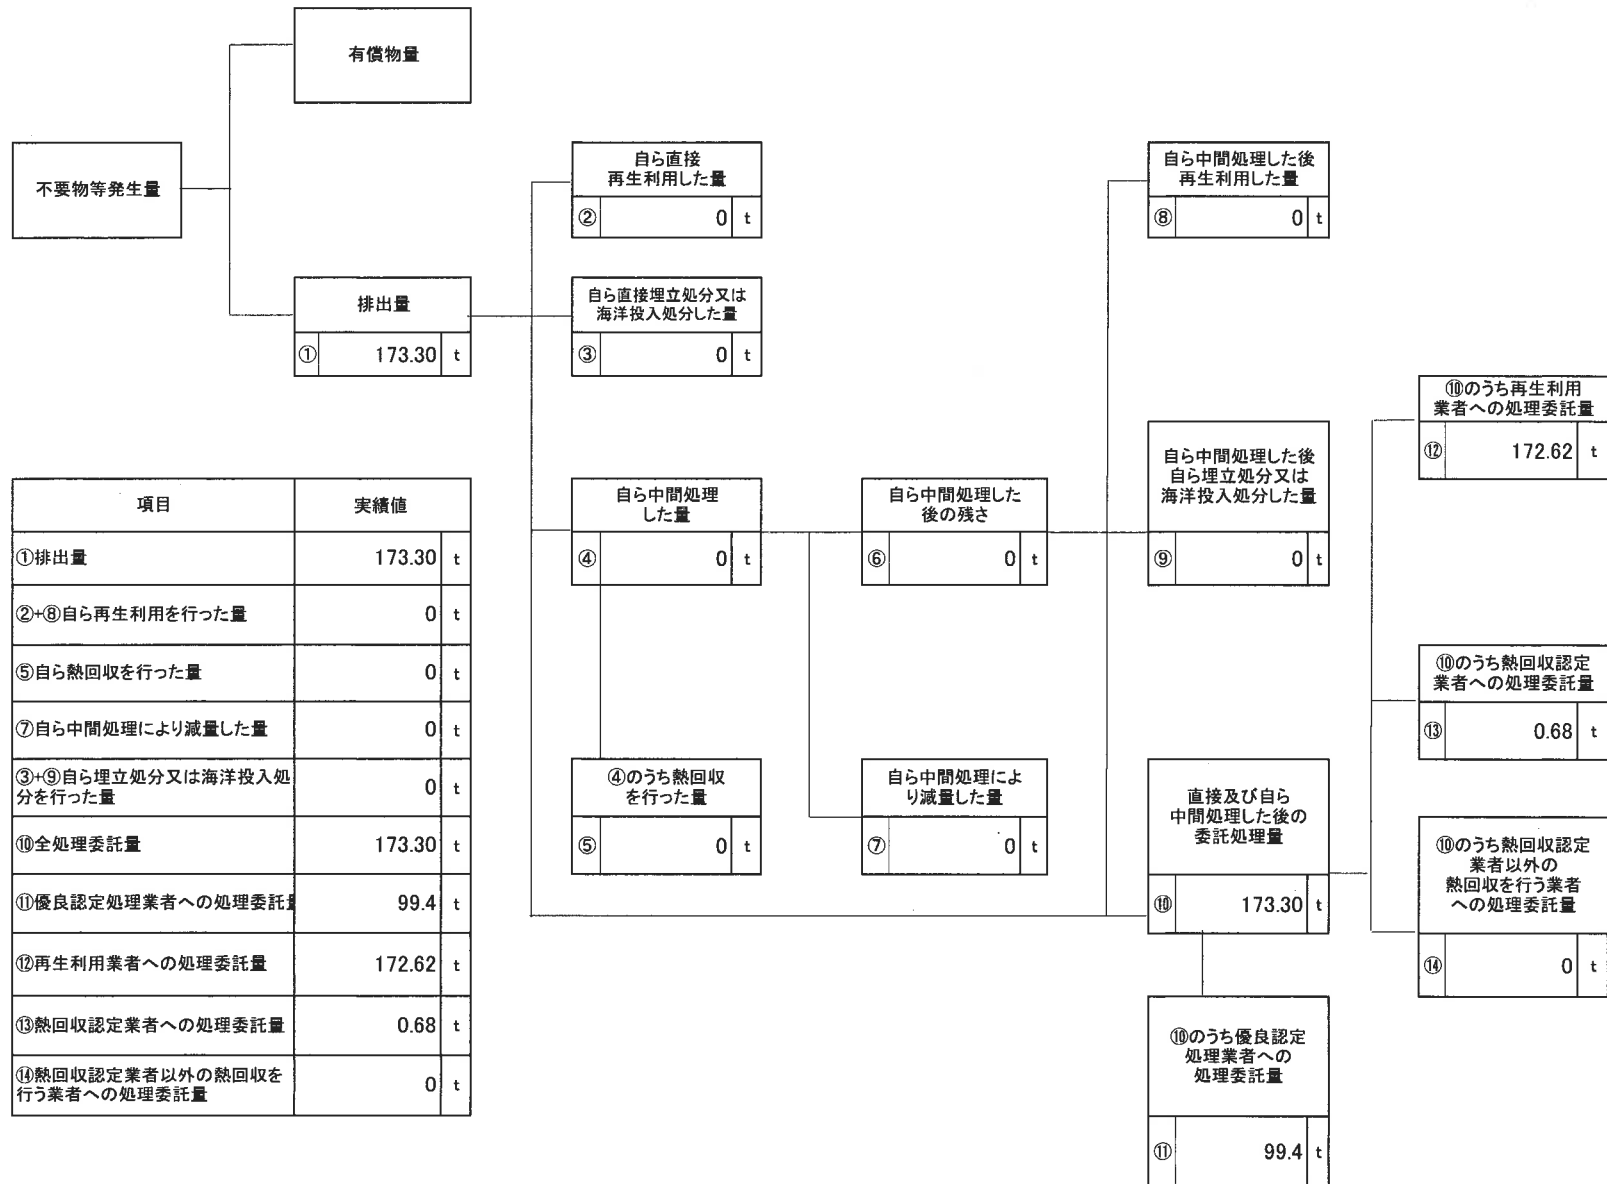 有償物量
不要物等発生量
自ら直接
再生利用した量
② 0 t
自ら中間処理した後
再生利用した量
⑧ 0 t
排出量
① 173.30 t
自ら直接埋立処分又は
海洋投入処分した量
③ 0 t
⑩のうち再生利用
業者への処理委託量
⑫ 172.62 t
自ら中間処理
した量
④ 0 t
自ら中間処理した
後の残さ
⑥ 0 t
自ら中間処理した後
自ら埋立処分又は
海洋投入処分した量
⑨ 0 t
⑩のうち熱回収認定
業者への処理委託量
⑬ 0.68 t
④のうち熱回収
を行った量
⑤ 0 t
自ら中間処理によ
り減量した量
⑦ 0 t
直接及び自ら
中間処理した後の
委託処理量
⑩ 173.30 t
⑩のうち熱回収認定
業者以外の
熱回収を行う業者
への処理委託量
⑭ 0 t
⑩のうち優良認定
処理業者への
処理委託量
⑪ 99.4 t
項目 実績値
①排出量 173.30 t
②+⑧自ら再生利用を行った量 0 t
⑤自ら熱回収を行った量 0 t
⑦自ら中間処理により減量した量 0 t
③+⑨自ら埋立処分又は海洋投入処
分を行った量 0 t
⑩全処理委託量 173.30 t
⑪優良認定処理業者への処理委託量 99.4 t
⑫再生利用業者への処理委託量 172.62 t
⑬熱回収認定業者への処理委託量 0.68 t
⑭熱回収認定業者以外の熱回収を
行う業者への処理委託量 0 t